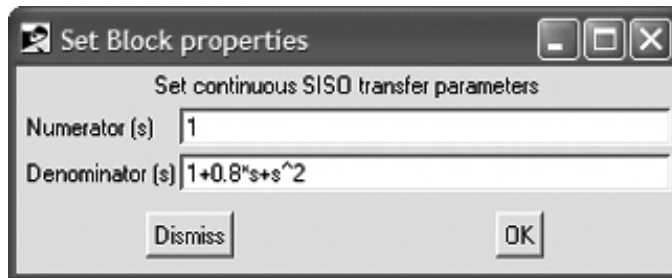 Set Block properties
Set continuous SISO transfer parameters
Numerator (s) 1
Denominator (s) 1+0.8*s+s^2
Dismiss OK